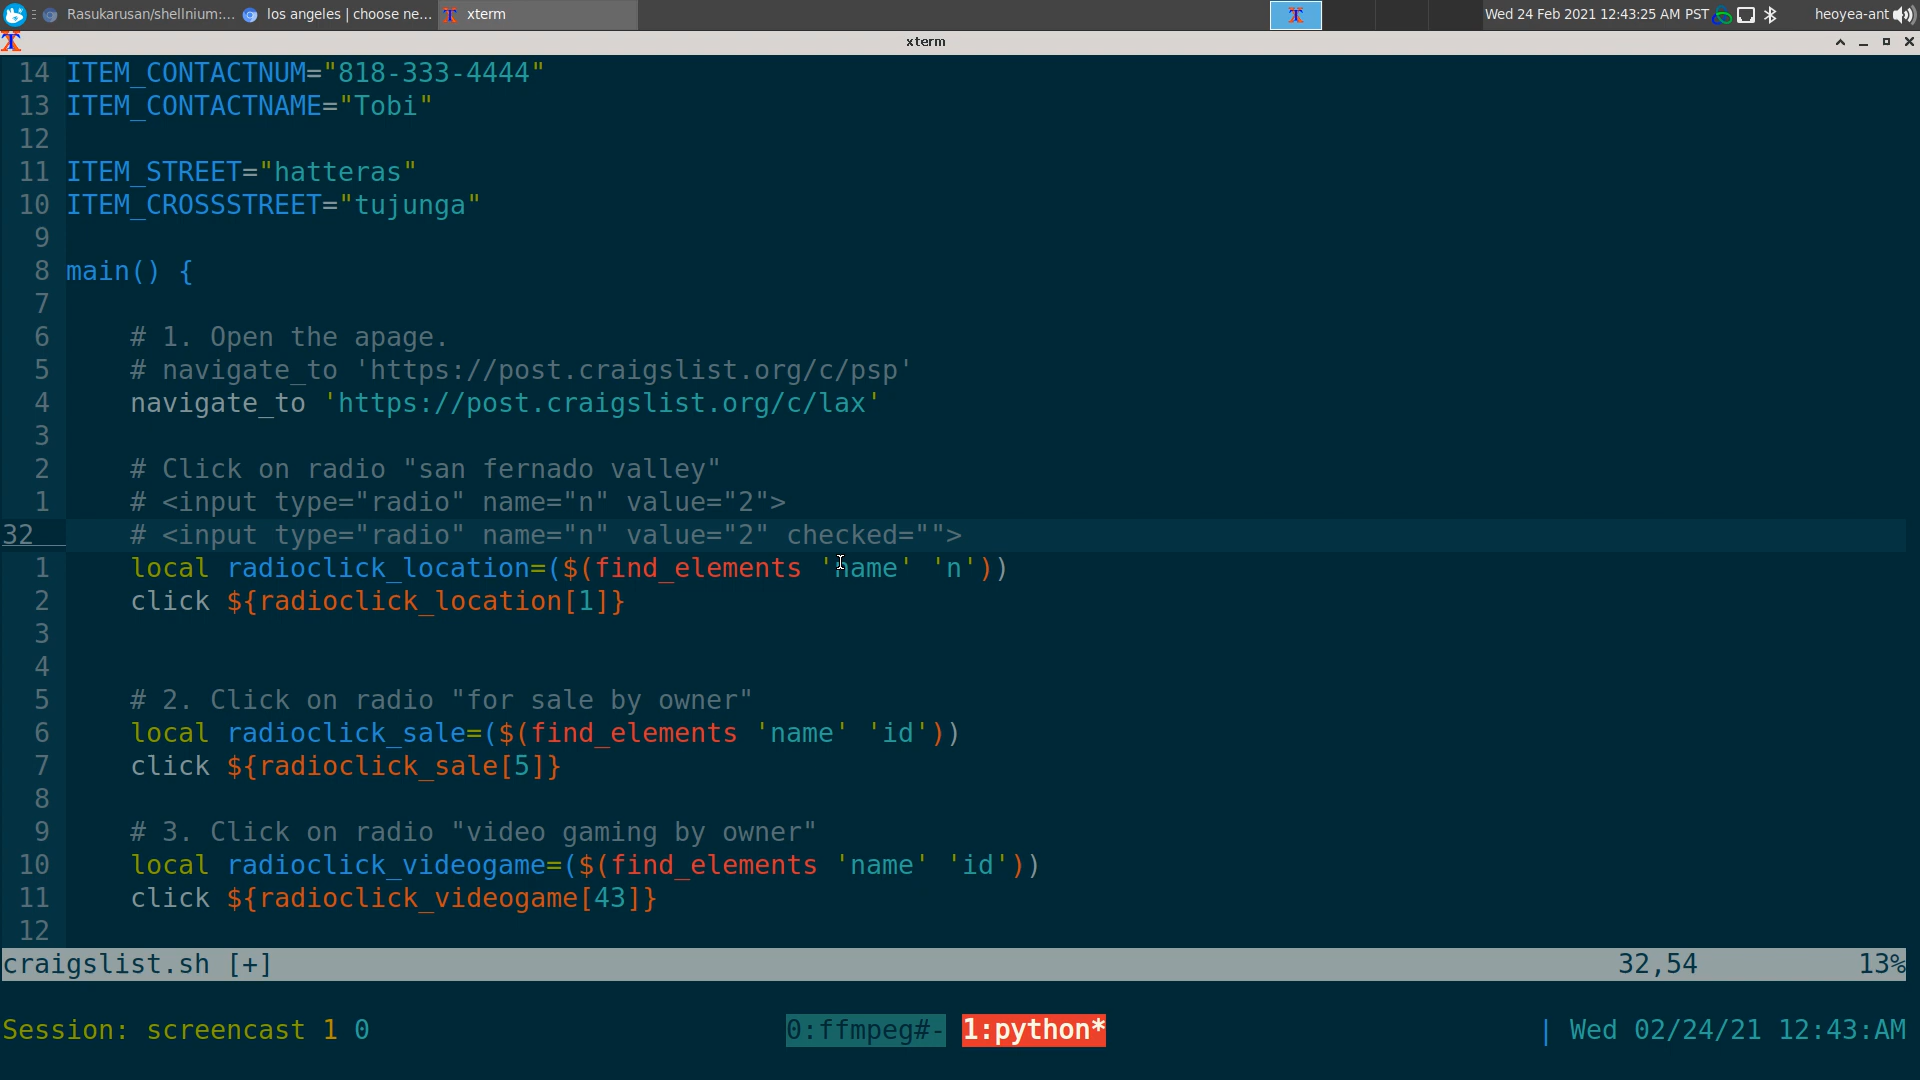 Rasukarusan/shellnium:... los angeles | choose ne... xterm Wed 24 Feb 2021 12:43:25 AM PST heoyea-ant
xterm
14 ITEM_CONTACTNUM="818-333-4444"
13 ITEM_CONTACTNAME="Tobi"
12
11 ITEM_STREET="hatteras"
10 ITEM_CROSSSTREET="tujunga"
9
8 main() {
7
6     # 1. Open the apage.
5     # navigate_to 'https://post.craigslist.org/c/psp'
4     navigate_to 'https://post.craigslist.org/c/lax'
3
2     # Click on radio "san fernado valley"
1     # <input type="radio" name="n" value="2">
32     # <input type="radio" name="n" value="2" checked="">
1     local radioclick_location=($(find_elements 'name' 'n'))
2     click ${radioclick_location[1]}
3
4
5     # 2. Click on radio "for sale by owner"
6     local radioclick_sale=($(find_elements 'name' 'id'))
7     click ${radioclick_sale[5]}
8
9     # 3. Click on radio "video gaming by owner"
10     local radioclick_videogame=($(find_elements 'name' 'id'))
11     click ${radioclick_videogame[43]}
12
craigslist.sh [+] 32,54 13%
Session: screencast 1 0 0:ffmpeg#- 1:python* | Wed 02/24/21 12:43:AM